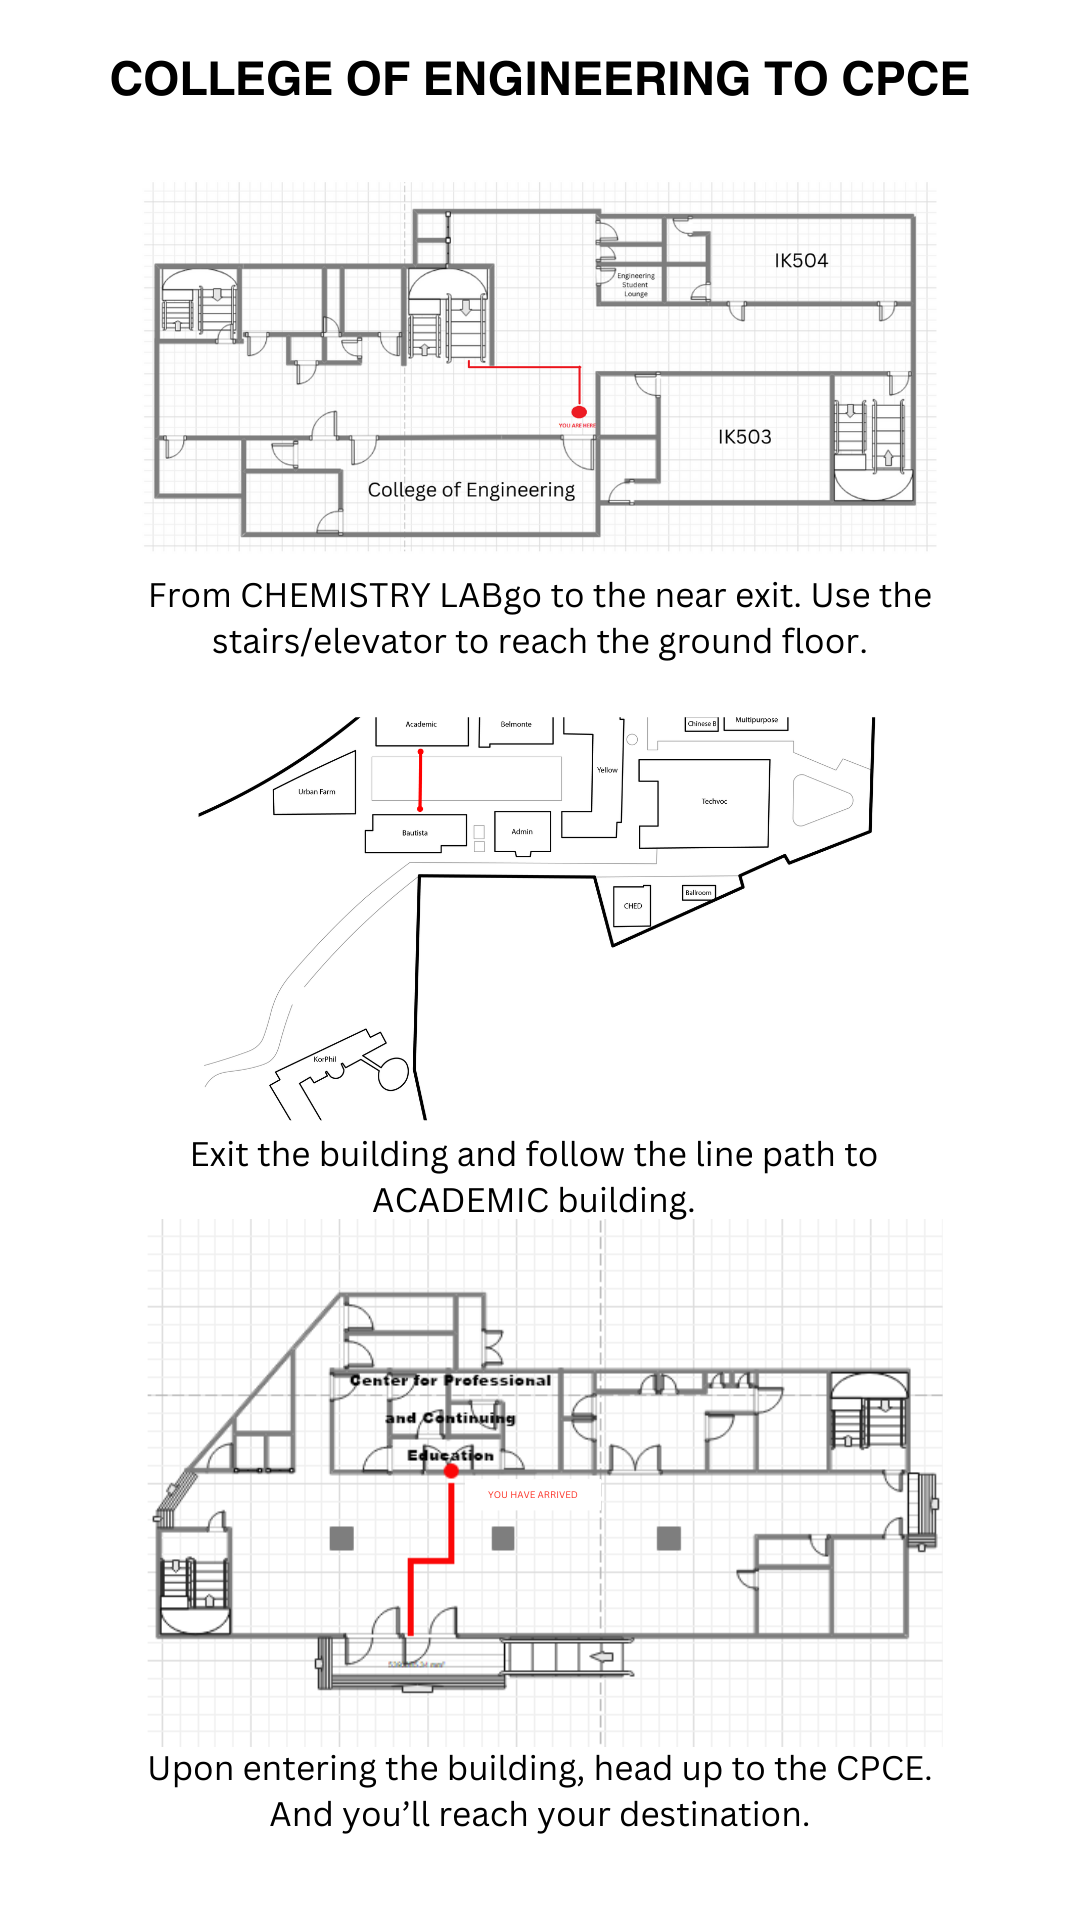 COLLEGE OF ENGINEERING TO CPCE
IK504
Engineering
Student
Lounge
YOU ARE HERE
IK503
College of Engineering
From CHEMISTRY LABgo to the near exit. Use the
stairs/elevator to reach the ground floor.
Academic
Belmonte
Chinese B
Multipurpose
Yellow
Urban Farm
Techvoc
Bautista
Admin
CHED
Ballroom
KorPhil
Exit the building and follow the line path to
ACADEMIC building.
Center for Professional
and Continuing
Education
YOU HAVE ARRIVED
Upon entering the building, head up to the CPCE.
And you’ll reach your destination.